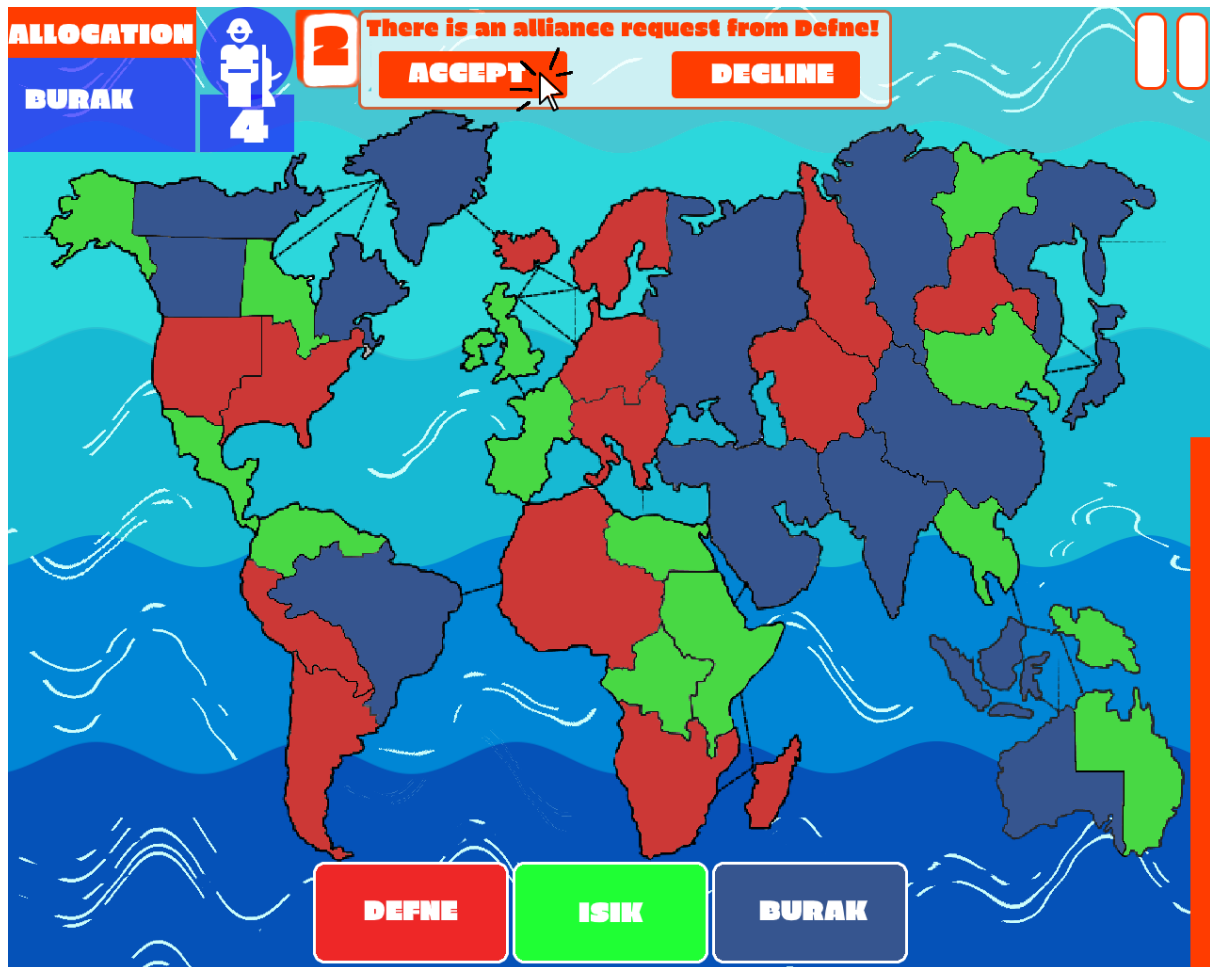 ALLOCATION
BURAK
4
2
There is an alliance request from Defne!
ACCEPT
DECLINE
DEFNE
ISIK
BURAK